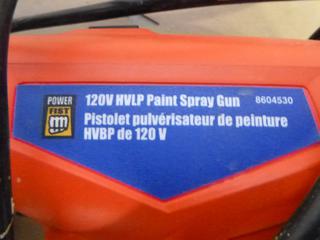 POWER
FIST
120V HVLP Paint Spray Gun 8604530
Pistolet pulvérisateur de peinture
HVBP de 120 V